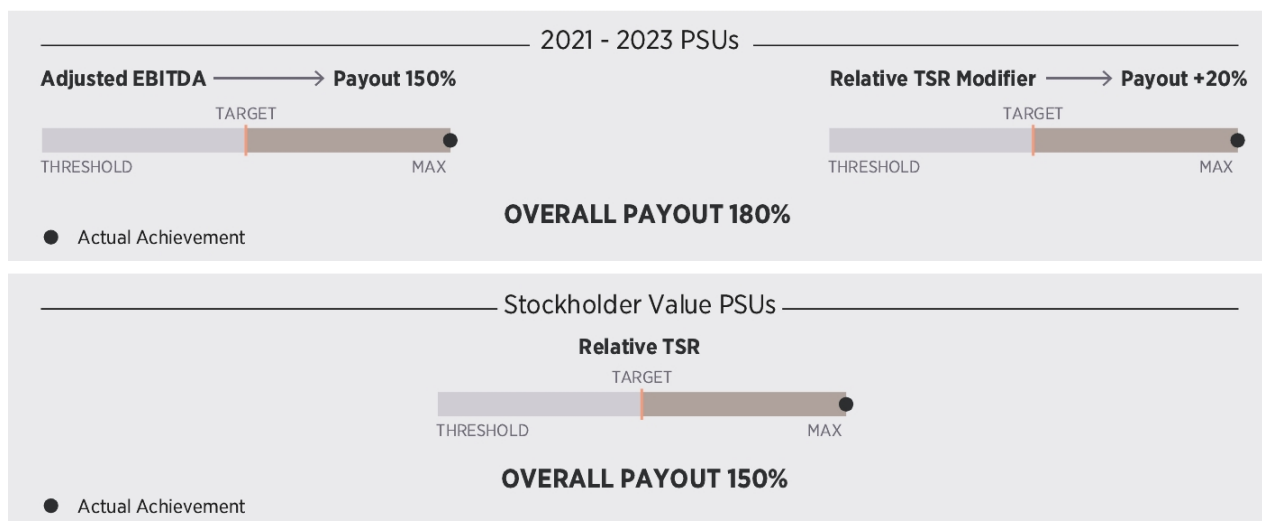 2021 - 2023 PSUs
Adjusted EBITDA Payout 150%
Relative TSR Modifier Payout +20%
TARGET
TARGET
THRESHOLD MAX
THRESHOLD MAX
OVERALL PAYOUT 180%
Actual Achievement
Stockholder Value PSUs
Relative TSR
TARGET
THRESHOLD MAX
OVERALL PAYOUT 150%
Actual Achievement